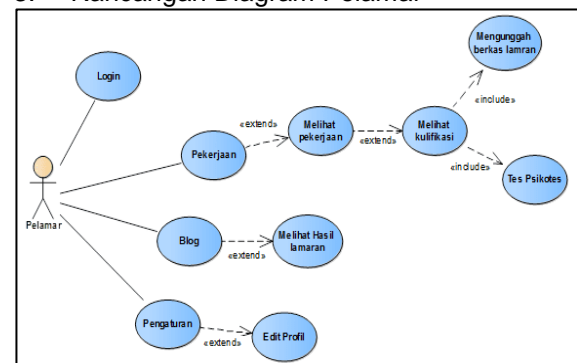 Rancangan Diagram Pelamar
Mengunggah
berkas lamran
Login
«include»
«extend»
Melihat
pekerjaan
Melihat
kulifikasi
«extend»
Pekerjaan
«include»
Tes Psikotes
Pelamar
Blog
Melihat Hasil
lamaran
«extend»
Pengaturan
Edit Profil
«extend»